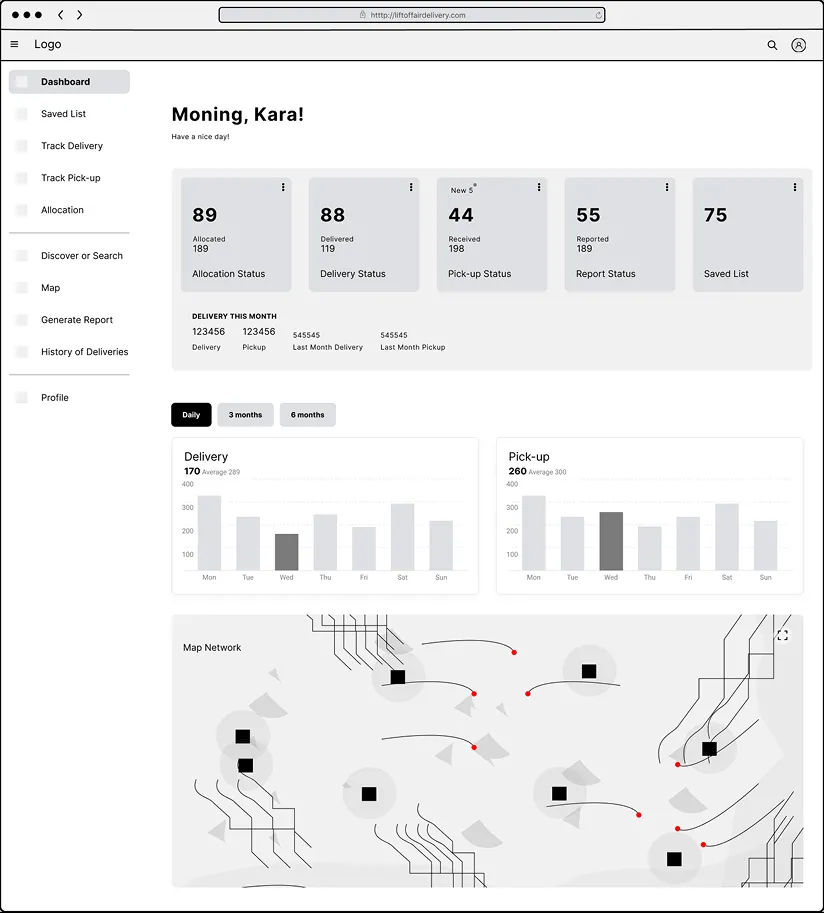 htttp://liftoffairdelivery.com
Logo
Dashboard
Saved List
Track Delivery
Track Pick-up
Allocation
Discover or Search
Map
Generate Report
History of Deliveries
Profile
Moning, Kara!
Have a nice day!
89
Allocated
189
Allocation Status
88
Delivered
119
Delivery Status
New 5
44
Received
198
Pick-up Status
55
Reported
189
Report Status
75
Saved List
DELIVERY THIS MONTH
123456
Delivery
123456
Pickup
545545
Last Month Delivery
545545
Last Month Pickup
Daily
3 months
6 months
Delivery
170 Average 289
400
300
200
100
Mon Tue Wed Thu Fri Sat Sun
Pick-up
260 Average 300
400
300
200
100
Mon Tue Wed Thu Fri Sat Sun
Map Network